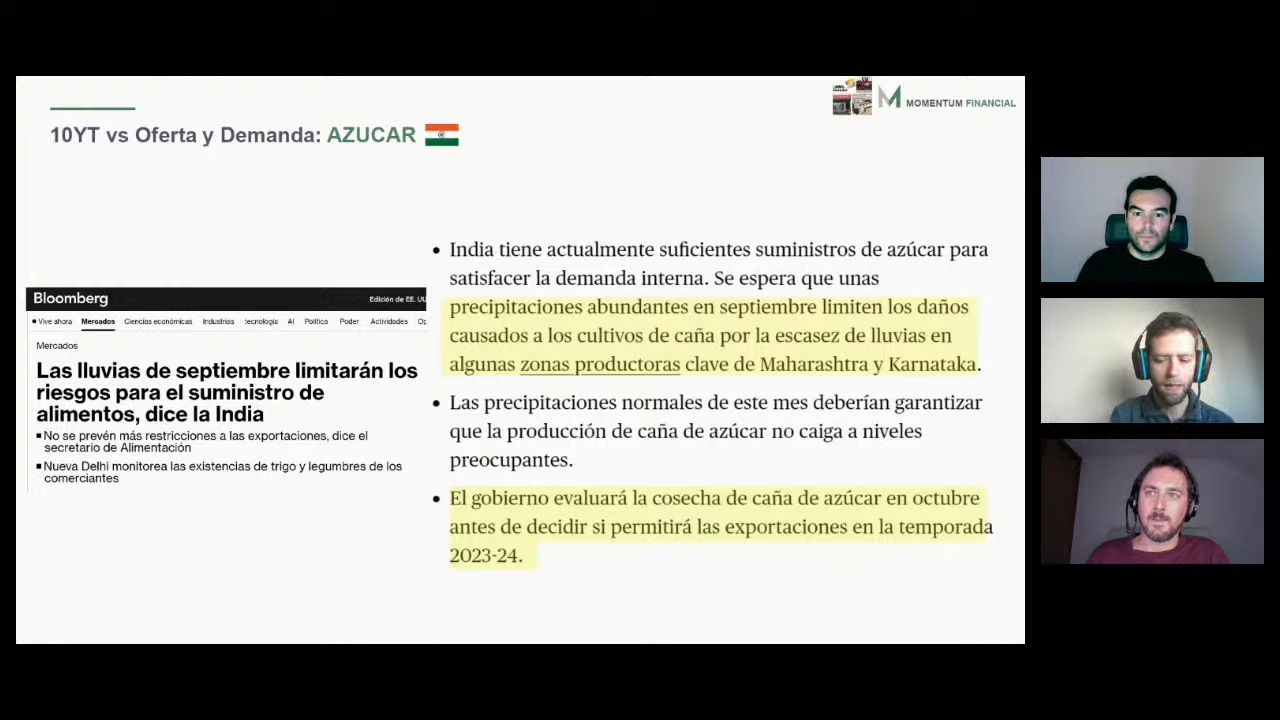 MOMENTUM FINANCIAL
10YT vs Oferta y Demanda: AZUCAR
Bloomberg
Edición de EE. UU
Vive ahora Mercados Ciencias económicas Industrias tecnologia AI Política Poder Actividades Op
Mercados
Las lluvias de septiembre limitarán los
riesgos para el suministro de
alimentos, dice la India
No se prevén más restricciones a las exportaciones, dice el
secretario de Alimentación
Nueva Delhi monitorea las existencias de trigo y legumbres de los
comerciantes
• India tiene actualmente suficientes suministros de azúcar para
satisfacer la demanda interna. Se espera que unas
precipitaciones abundantes en septiembre limiten los daños
causados a los cultivos de caña por la escasez de lluvias en
algunas zonas productoras clave de Maharashtra y Karnataka.
• Las precipitaciones normales de este mes deberían garantizar
que la producción de caña de azúcar no caiga a niveles
preocupantes.
• El gobierno evaluará la cosecha de caña de azúcar en octubre
antes de decidir si permitirá las exportaciones en la temporada
2023-24.